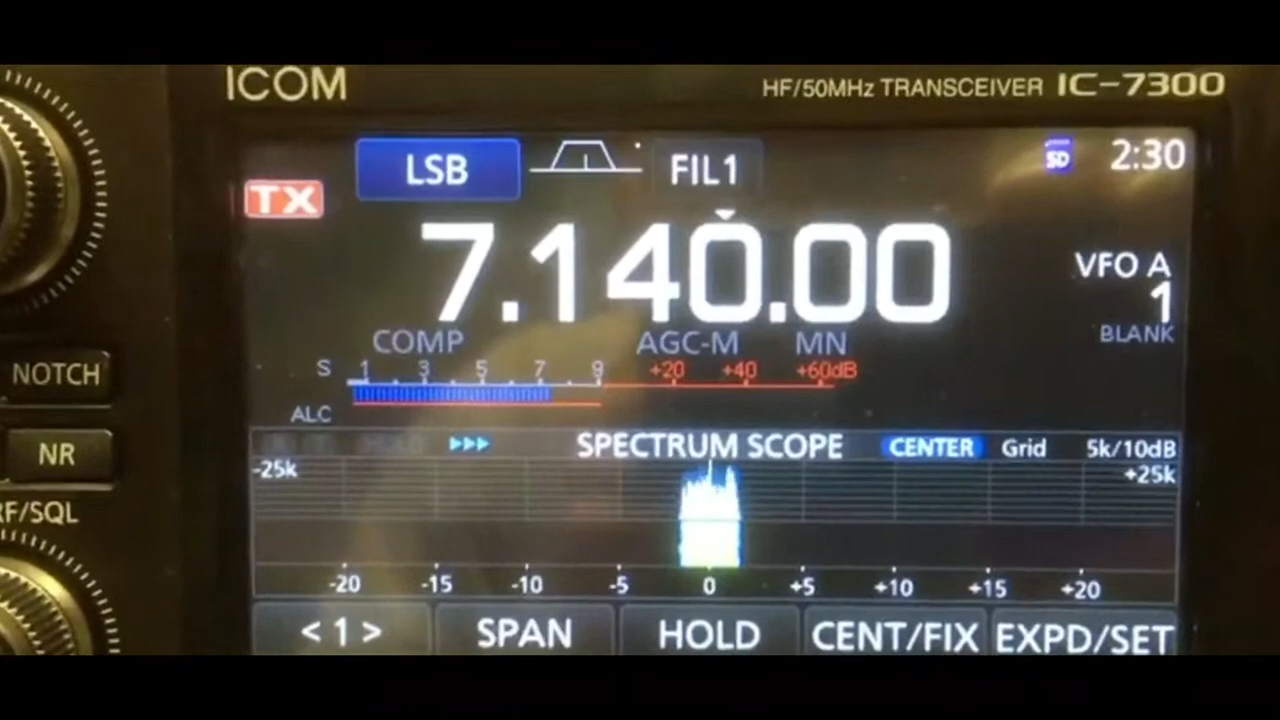 ICOM
HF/50MHz TRANSCEIVER IC-7300
LSB FIL1 SD 2:30
TX
7.140.00
VFO A
1
COMP AGC-M MN BLANK
S 1 3 5 7 9 +20 +40 +60dB
NOTCH
ALC
SPECTRUM SCOPE CENTER Grid 5k/10dB
NR
-25k +25k
RF/SQL
-20 -15 -10 -5 0 +5 +10 +15 +20
< 1 > SPAN HOLD CENT/FIX EXPD/SET